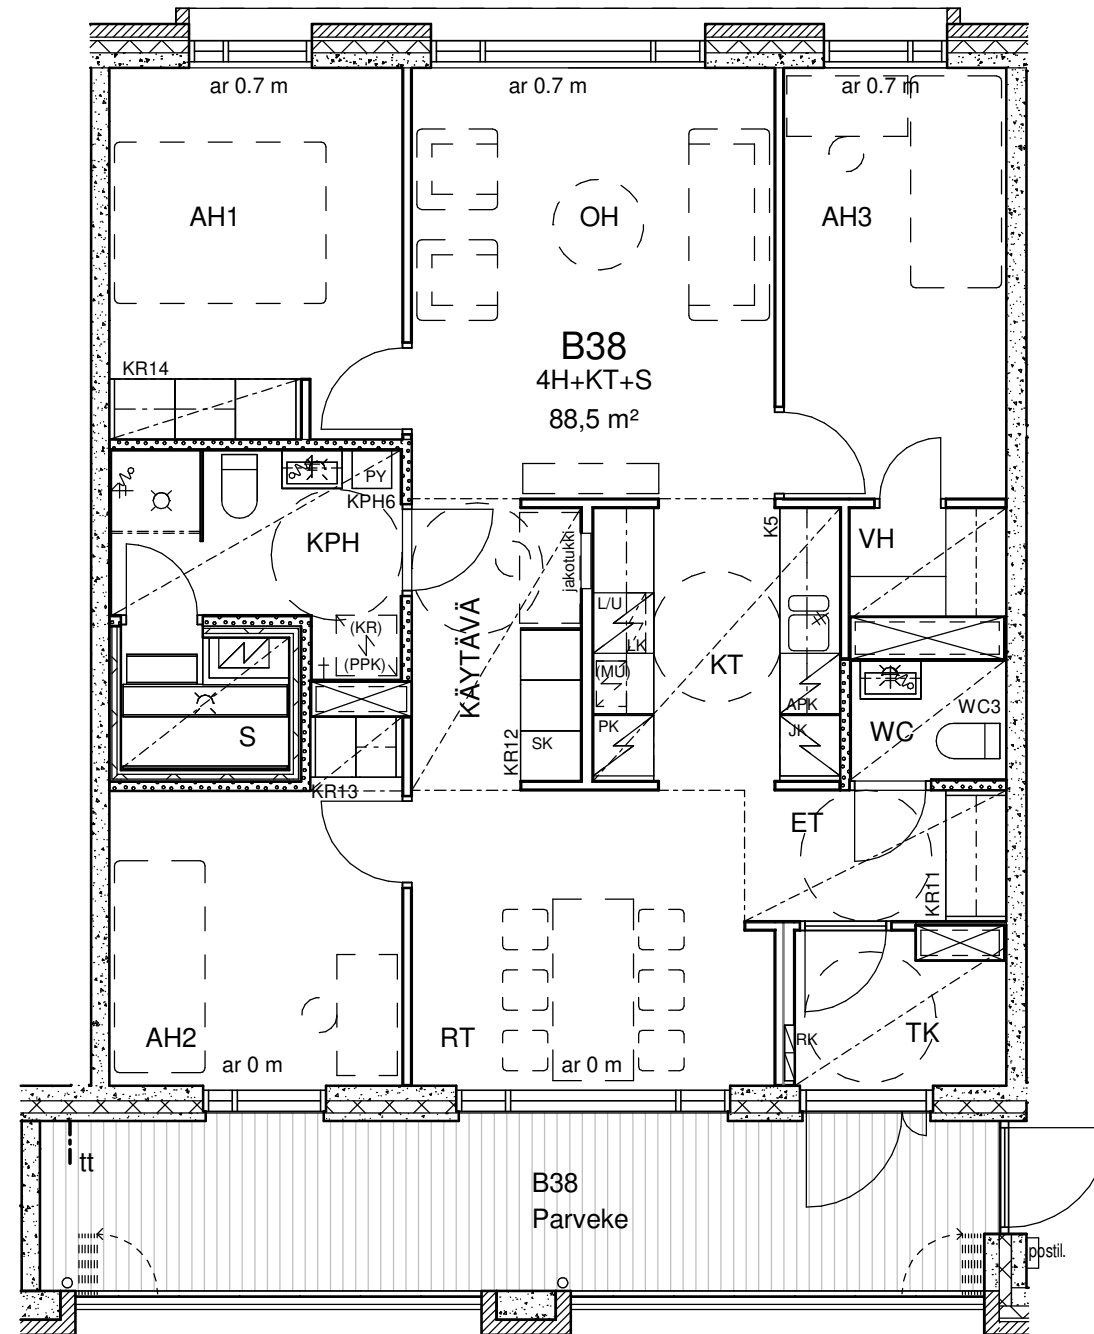 ar 0.7 m
ar 0.7 m
ar 0.7 m
AH1
OH
AH3
B38
4H+KT+S
88,5 m²
KR14
PY
KPH6
KPH
jakotukki
K5
VH
L/U
LK
(KR)
(PPK)
KÄYTÄVÄ
(MU)
KT
APK
WC3
WC
PK
JK
S
SK
KR12
KR13
ET
KR11
AH2
RT
RK
TK
ar 0 m
ar 0 m
tt
B38
Parveke
postil.